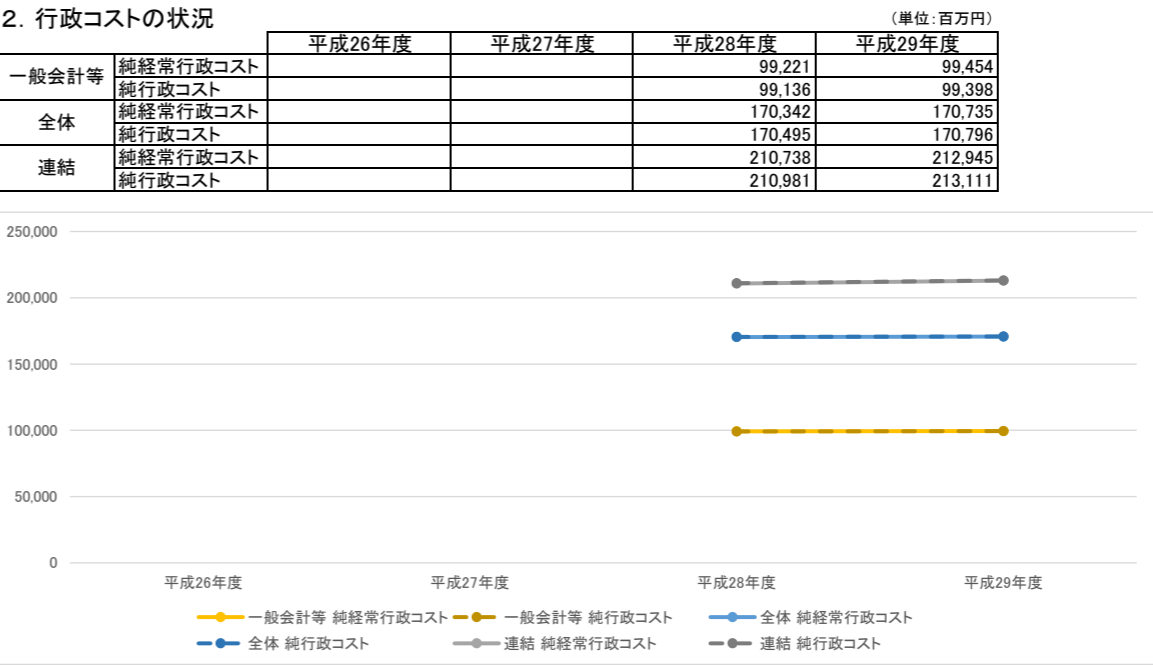 2．行政コストの状況
（単位：百万円）
平成26年度 平成27年度 平成28年度 平成29年度
一般会計等 純経常行政コスト 99,221 99,454
純行政コスト 99,136 99,398
全体 純経常行政コスト 170,342 170,735
純行政コスト 170,495 170,796
連結 純経常行政コスト 210,738 212,945
純行政コスト 210,981 213,111
250,000
200,000
150,000
100,000
50,000
0
平成26年度 平成27年度 平成28年度 平成29年度
一般会計等 純経常行政コスト 一般会計等 純行政コスト 全体 純経常行政コスト
全体 純行政コスト 連結 純経常行政コスト 連結 純行政コスト